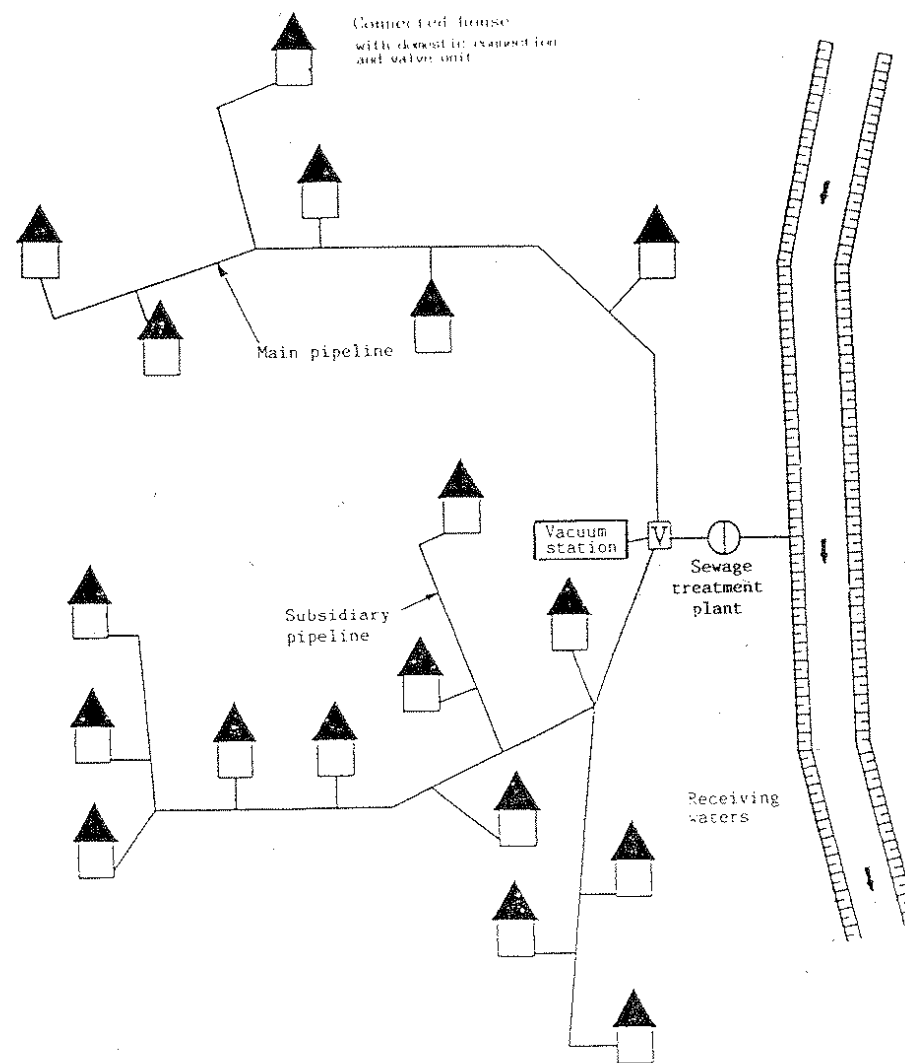 Connected house
with domestic connection
and valve unit
Main pipeline
Vacuum
station
V
Sewage
treatment
plant
Subsidiary
pipeline
Receiving
waters